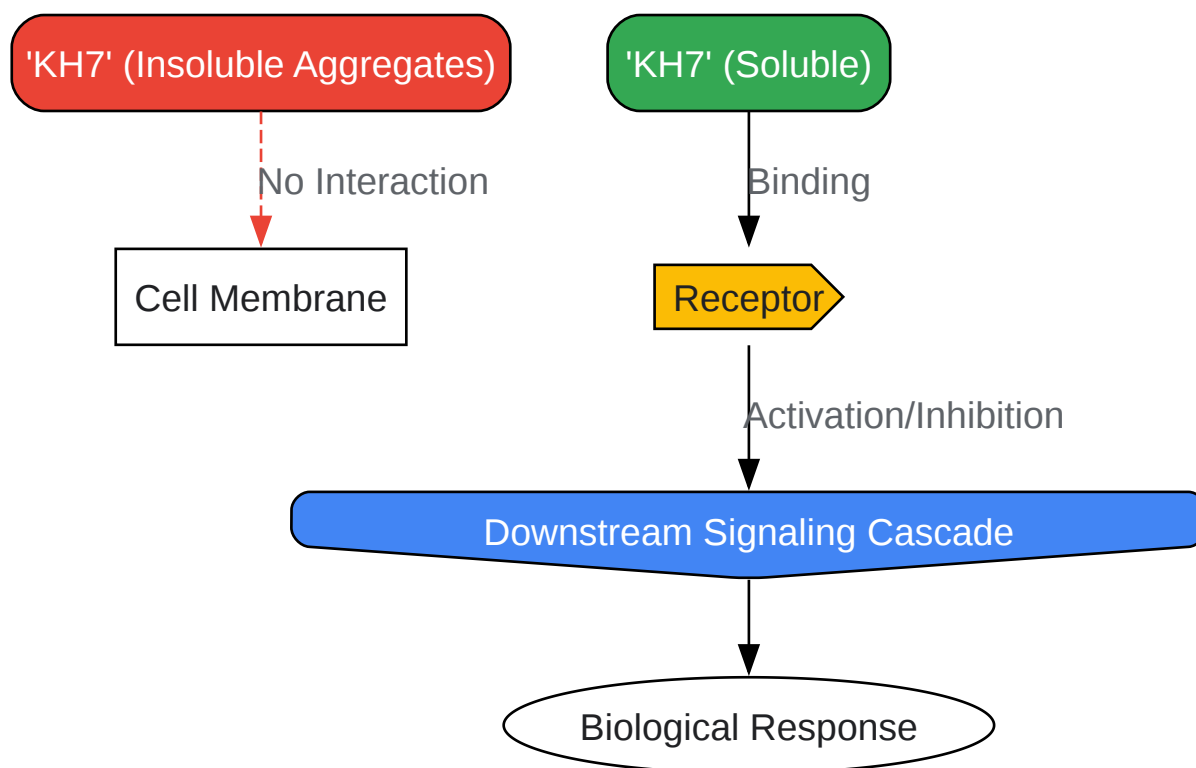 'KH7' (Insoluble Aggregates)
'KH7' (Soluble)
No Interaction
Binding
Cell Membrane
Receptor
Activation/Inhibition
Downstream Signaling Cascade
Biological Response